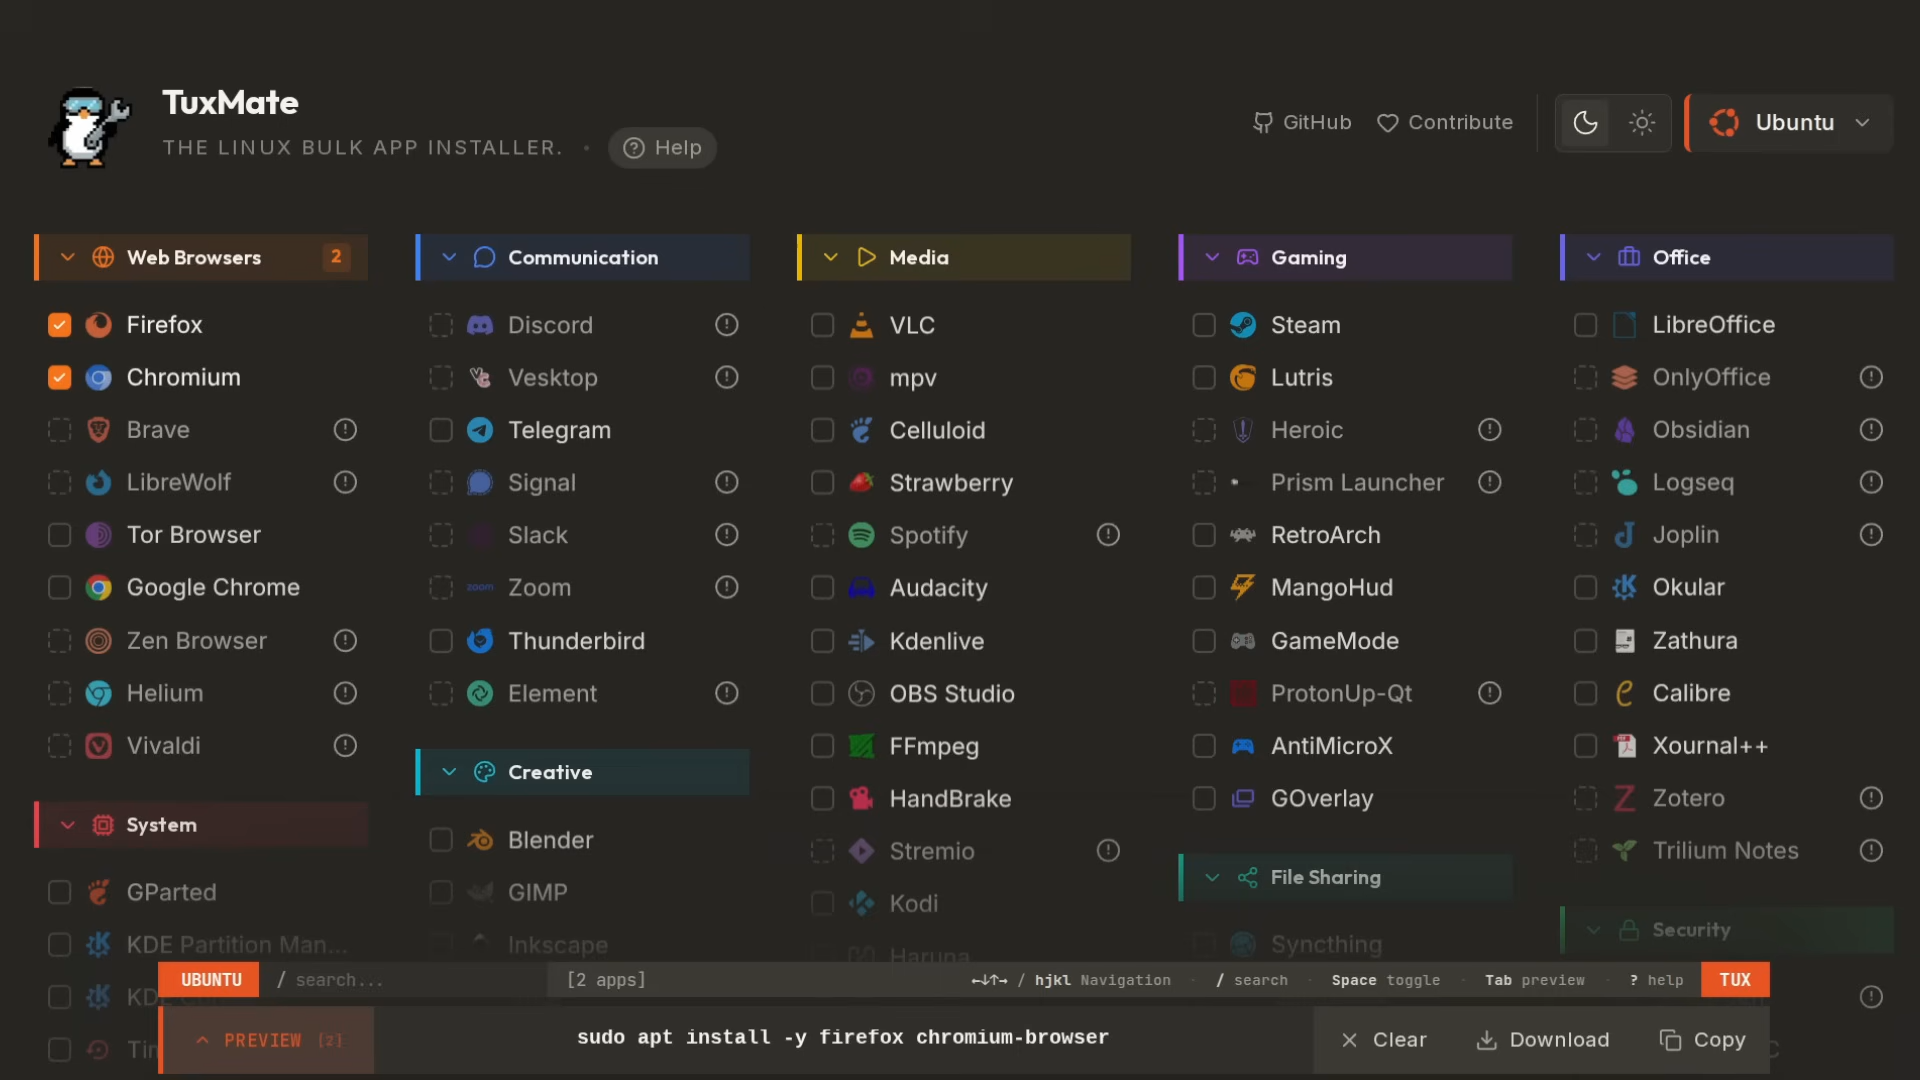 TuxMate
THE LINUX BULK APP INSTALLER. • Help
GitHub
Contribute
Ubuntu
Web Browsers 2
Firefox
Chromium
Brave
LibreWolf
Tor Browser
Google Chrome
Zen Browser
Helium
Vivaldi
System
GParted
KDE Partition Man...
KD
Tim
Communication
Discord
Vesktop
Telegram
Signal
Slack
Zoom
zoom
Thunderbird
Element
Creative
Blender
GIMP
Inkscape
Media
VLC
mpv
Celluloid
Strawberry
Spotify
Audacity
Kdenlive
OBS Studio
FFmpeg
HandBrake
Stremio
Kodi
Haruna
Gaming
Steam
Lutris
Heroic
Prism Launcher
RetroArch
MangoHud
GameMode
ProtonUp-Qt
AntiMicroX
GOverlay
File Sharing
Syncthing
Office
LibreOffice
OnlyOffice
Obsidian
Logseq
Joplin
Okular
Zathura
Calibre
Xournal++
Zotero
Trilium Notes
Security
UBUNTU / search... [2 apps] ←↓↑→ / hjkl Navigation · / search · Space toggle · Tab preview · ? help TUX
PREVIEW [2] sudo apt install -y firefox chromium-browser Clear Download Copy